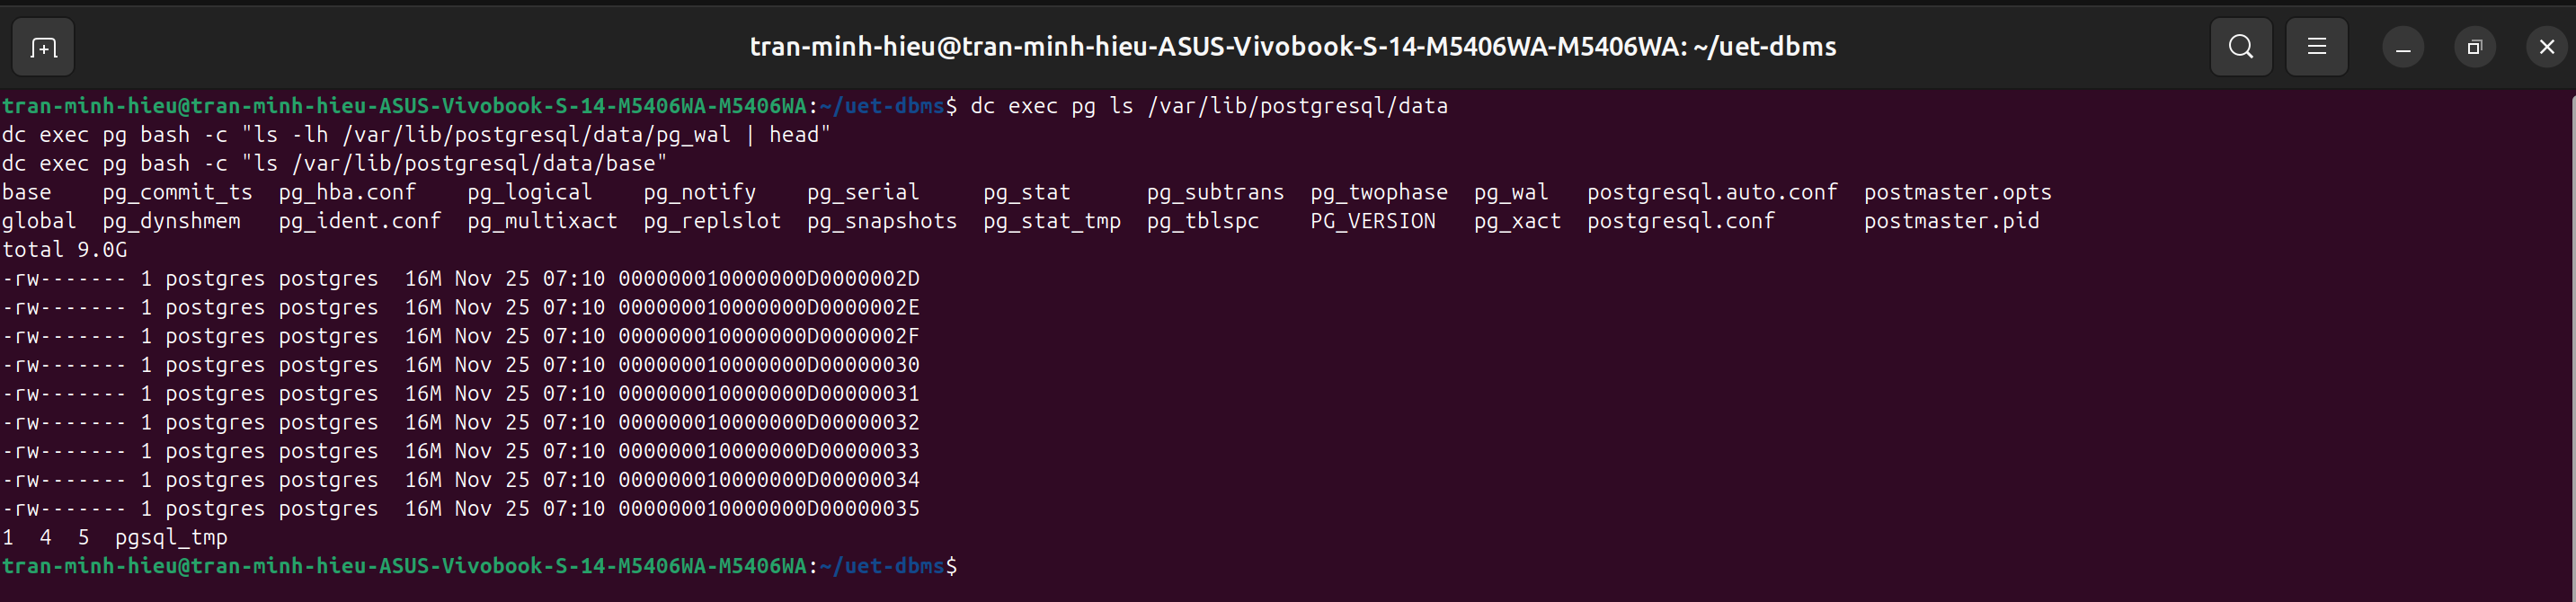 tran-minh-hieu@tran-minh-hieu-ASUS-Vivobook-S-14-M5406WA-M5406WA: ~/uet-dbms
tran-minh-hieu@tran-minh-hieu-ASUS-Vivobook-S-14-M5406WA-M5406WA:~/uet-dbms$ dc exec pg ls /var/lib/postgresql/data
dc exec pg bash -c "ls -lh /var/lib/postgresql/data/pg_wal | head"
dc exec pg bash -c "ls /var/lib/postgresql/data/base"
base    pg_commit_ts  pg_hba.conf    pg_logical    pg_notify    pg_serial     pg_stat      pg_subtrans  pg_twophase  pg_wal   postgresql.auto.conf  postmaster.opts
global  pg_dynshmem   pg_ident.conf  pg_multixact  pg_replslot  pg_snapshots  pg_stat_tmp  pg_tblspc    PG_VERSION   pg_xact  postgresql.conf       postmaster.pid
total 9.0G
-rw------- 1 postgres postgres  16M Nov 25 07:10 000000010000000D0000002D
-rw------- 1 postgres postgres  16M Nov 25 07:10 000000010000000D0000002E
-rw------- 1 postgres postgres  16M Nov 25 07:10 000000010000000D0000002F
-rw------- 1 postgres postgres  16M Nov 25 07:10 000000010000000D00000030
-rw------- 1 postgres postgres  16M Nov 25 07:10 000000010000000D00000031
-rw------- 1 postgres postgres  16M Nov 25 07:10 000000010000000D00000032
-rw------- 1 postgres postgres  16M Nov 25 07:10 000000010000000D00000033
-rw------- 1 postgres postgres  16M Nov 25 07:10 000000010000000D00000034
-rw------- 1 postgres postgres  16M Nov 25 07:10 000000010000000D00000035
1  4  5  pgsql_tmp
tran-minh-hieu@tran-minh-hieu-ASUS-Vivobook-S-14-M5406WA-M5406WA:~/uet-dbms$